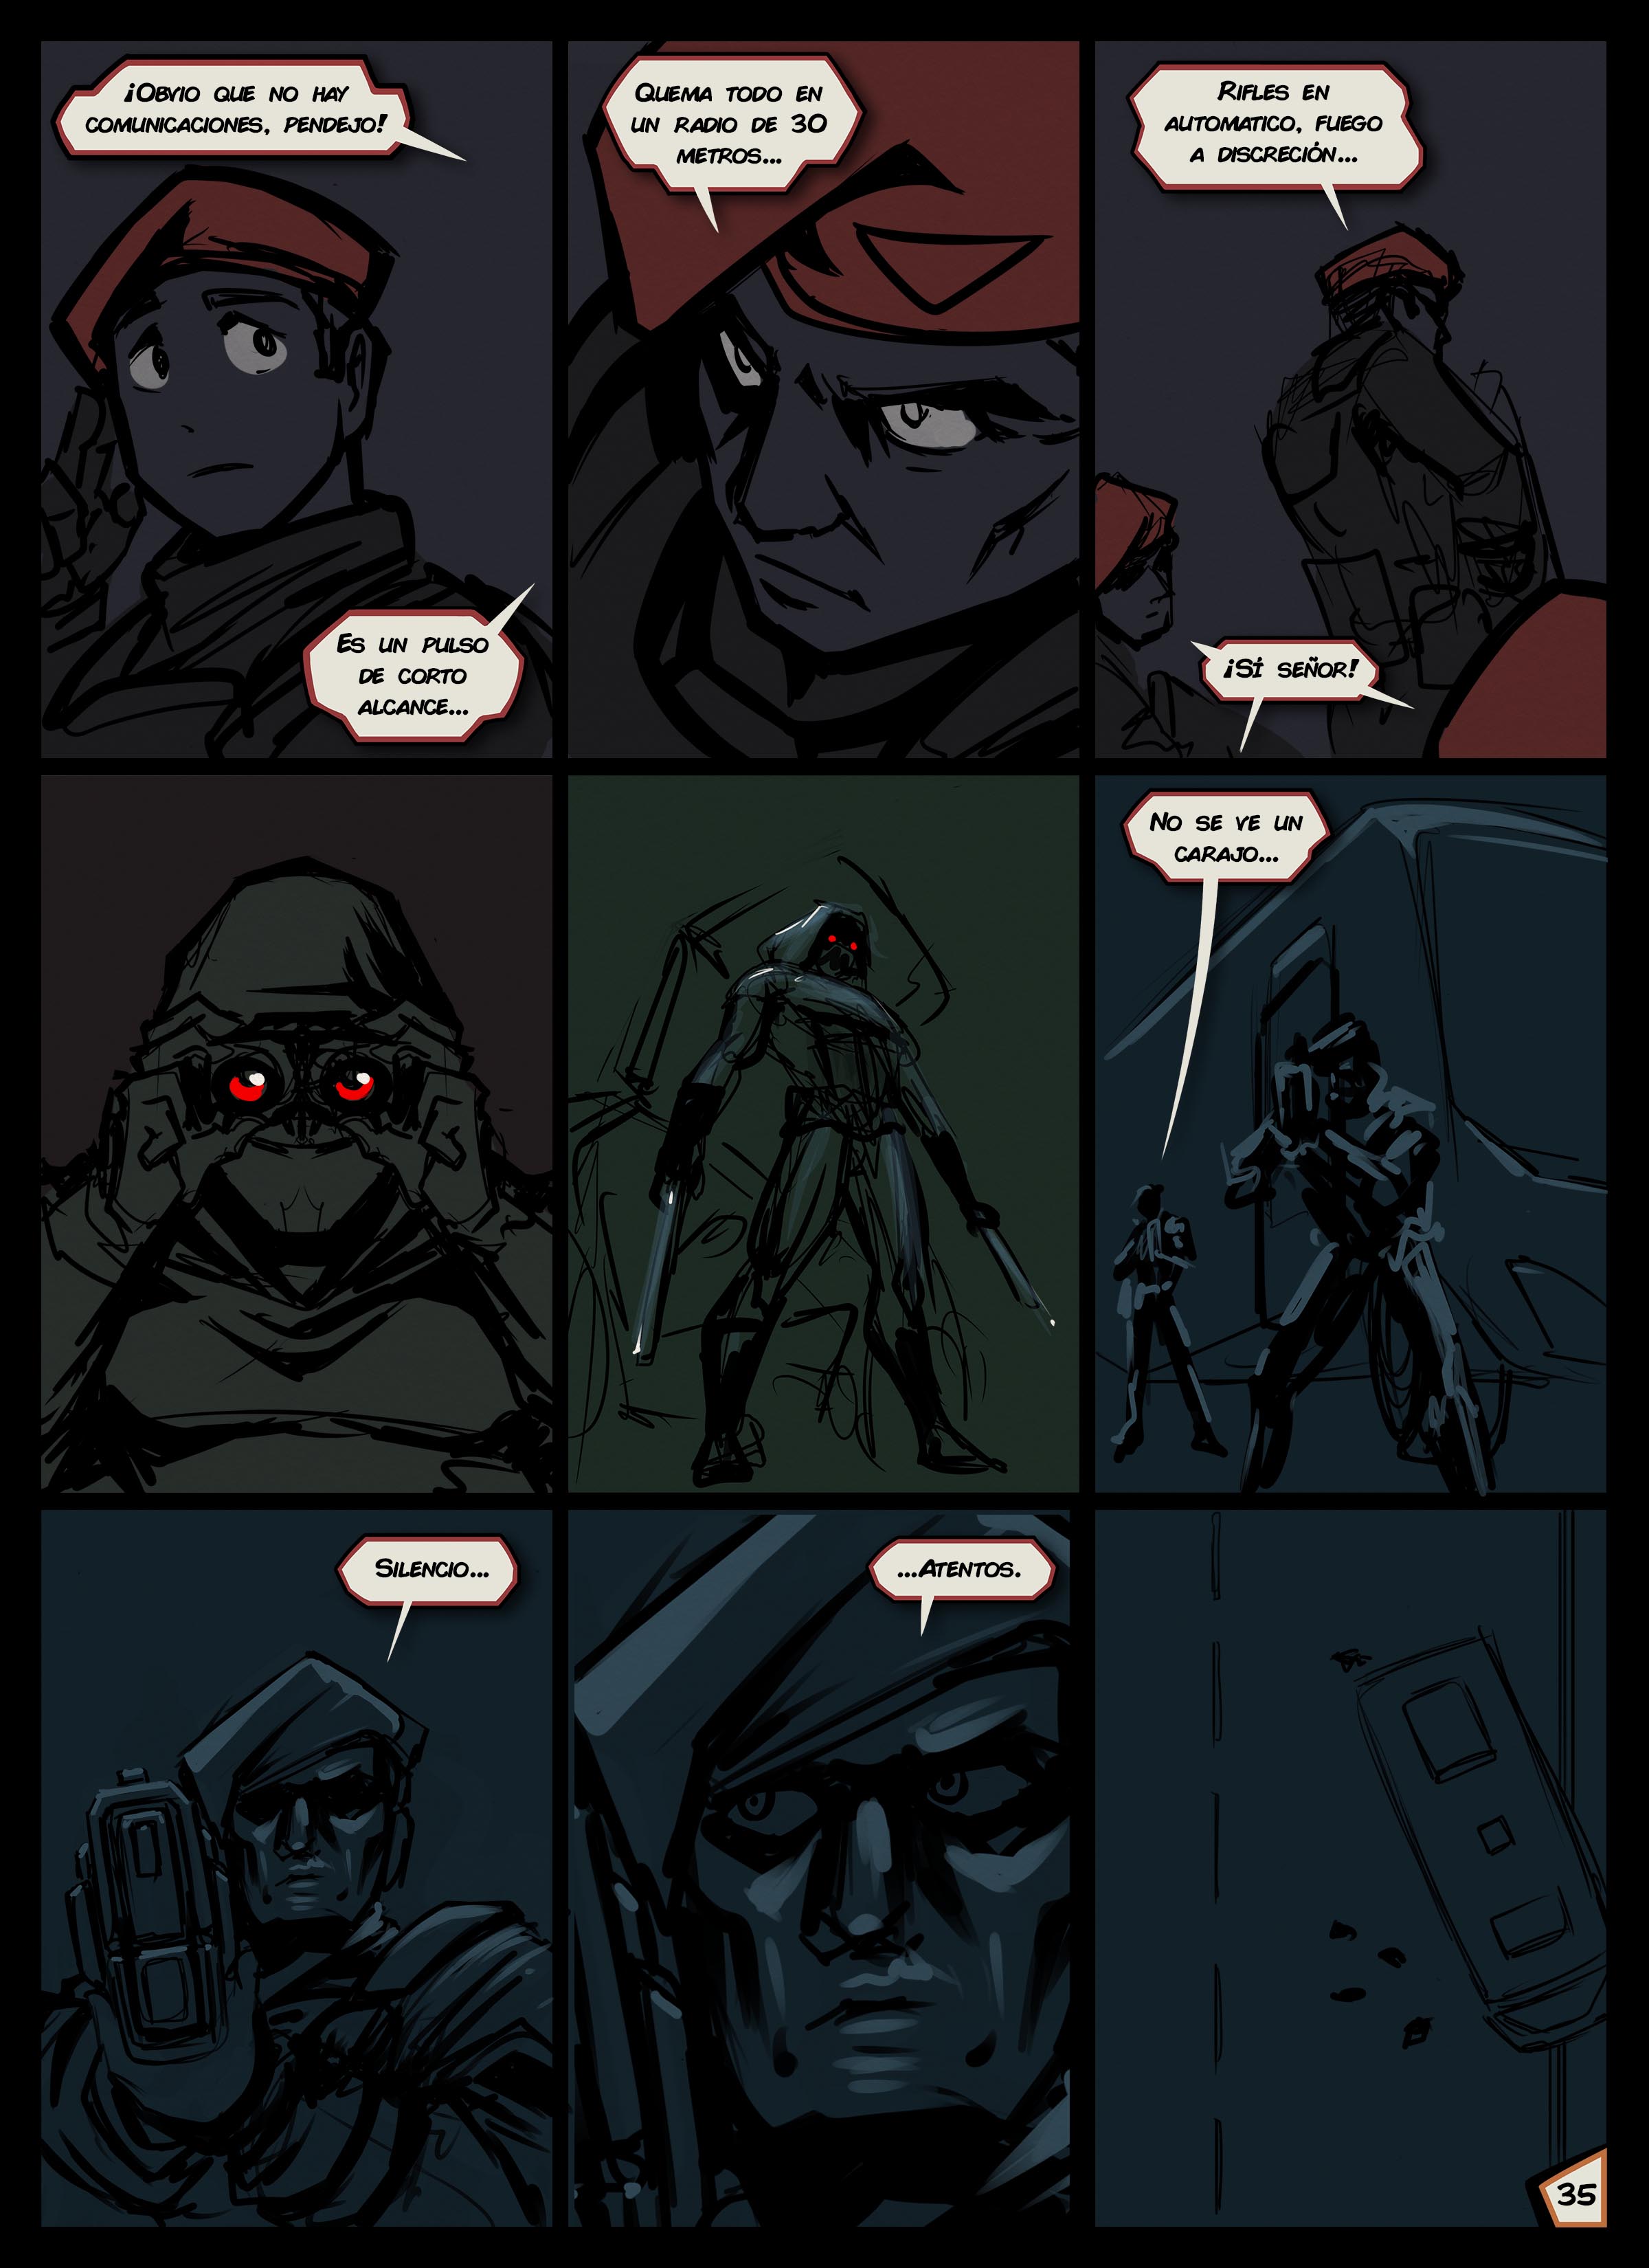 ¡Obvio que no hay
comunicaciones, pendejo!
Es un pulso
de corto
alcance...
Quema todo en
un radio de 30
metros...
Rifles en
automatico, fuego
a discreción...
¡Sí señor!
No se ve un
carajo...
Silencio...
...Atentos.
35